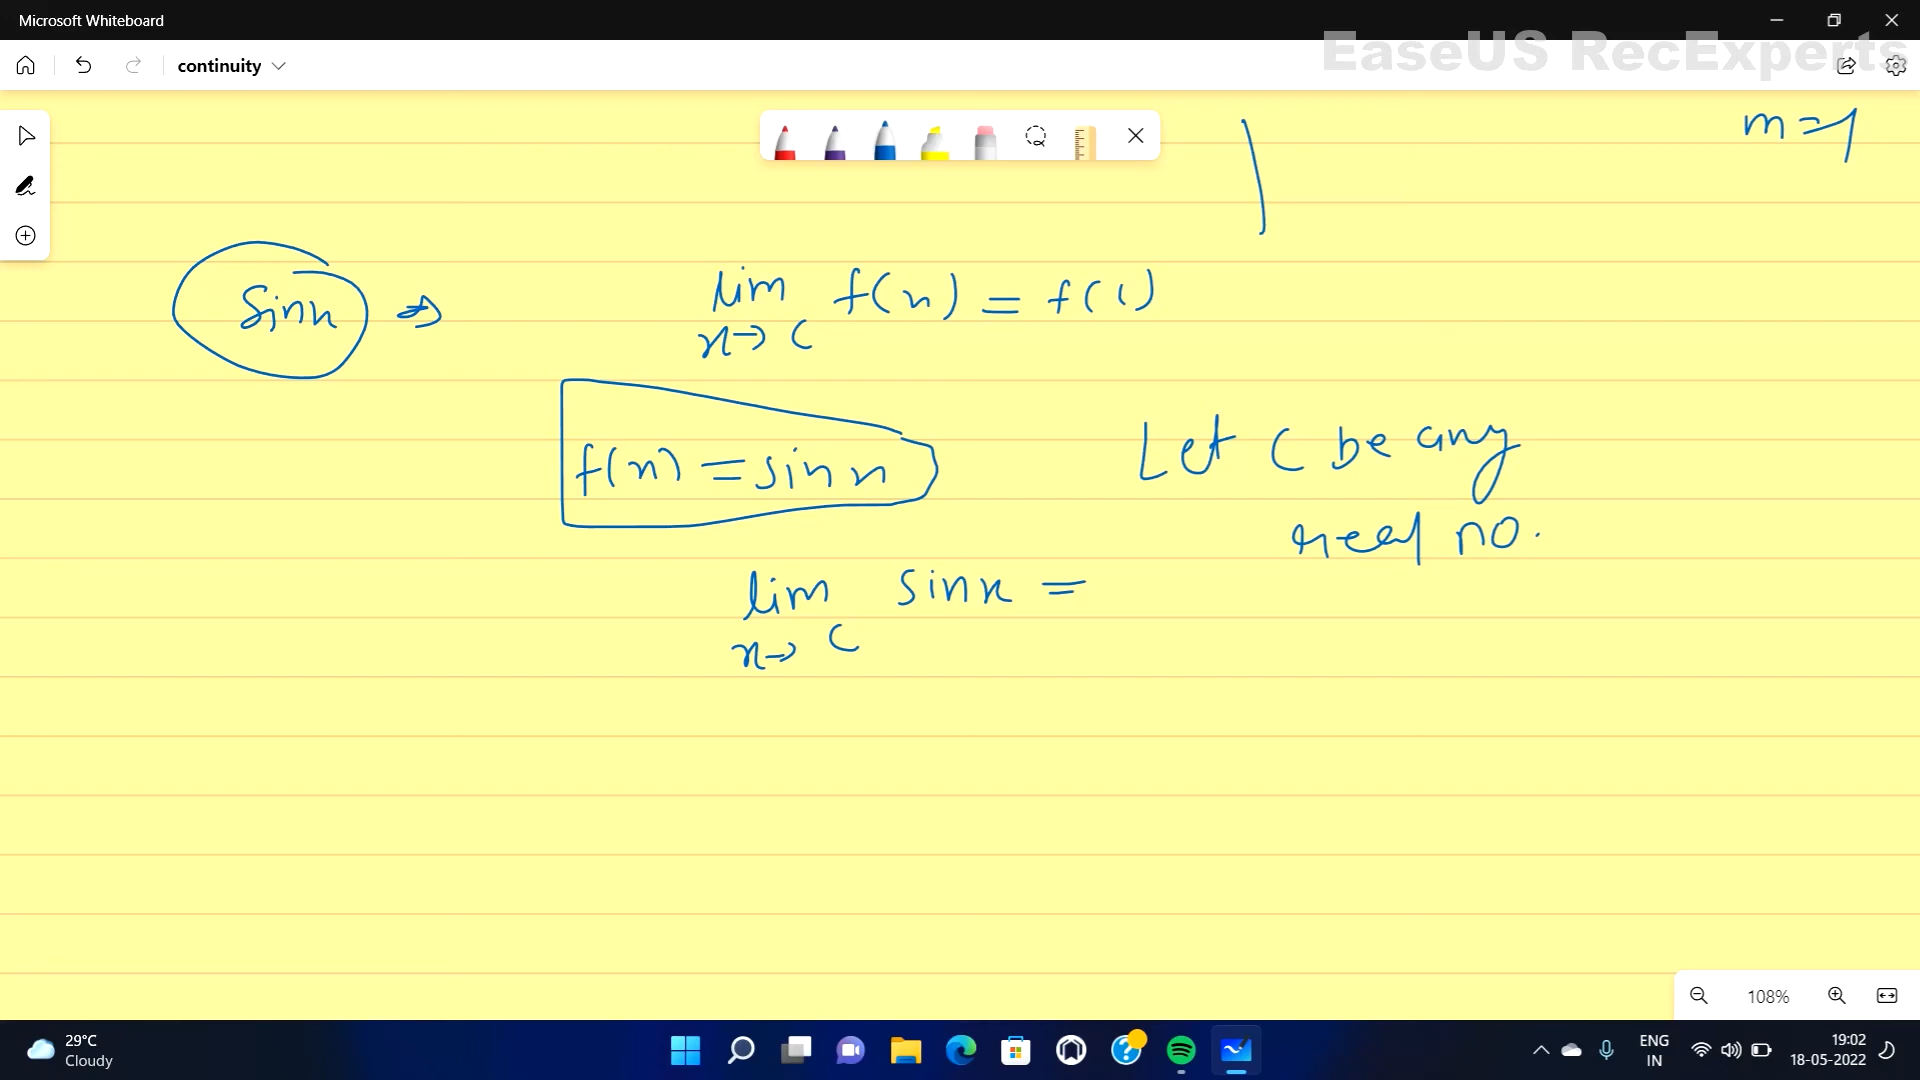 Microsoft Whiteboard
EaseUS RecExperts
continuity
m = 1
sinx ⇒
lim f(x) = f(c)
x→ c
f(x) = sin x
Let c be any
real no.
lim sinx =
x→ c
108%
29°C
Cloudy
ENG
IN
19:02
18-05-2022